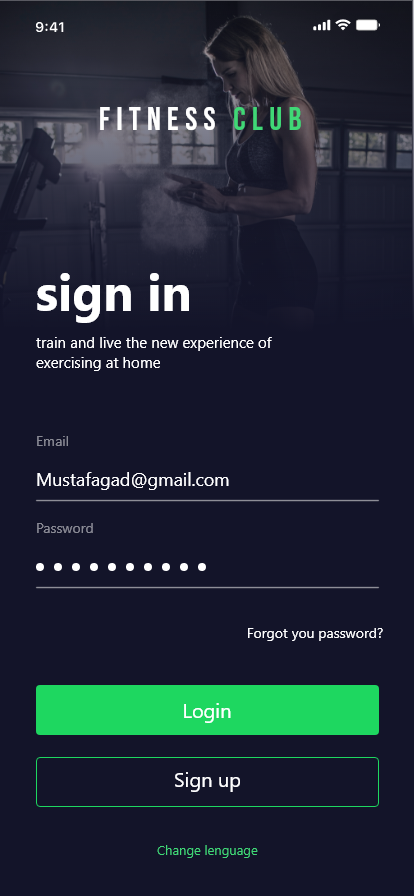 9:41
FITNESS CLUB
sign in
train and live the new experience of
exercising at home
Email
Mustafagad@gmail.com
Password
Forgot you password?
Login
Sign up
Change lenguage